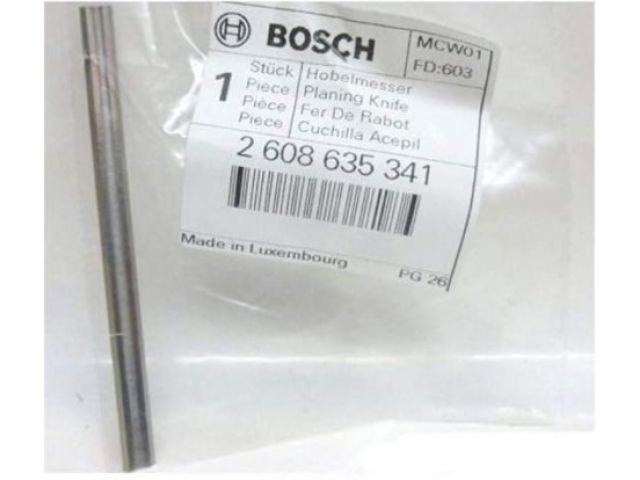 BOSCH
MCW01
FD:603
1
Stück Hobelmesser
Piece Planing Knife
Pièce Fer De Rabot
Piece Cuchilla Acepil
2 608 635 341
Made in Luxembourg
PG 26